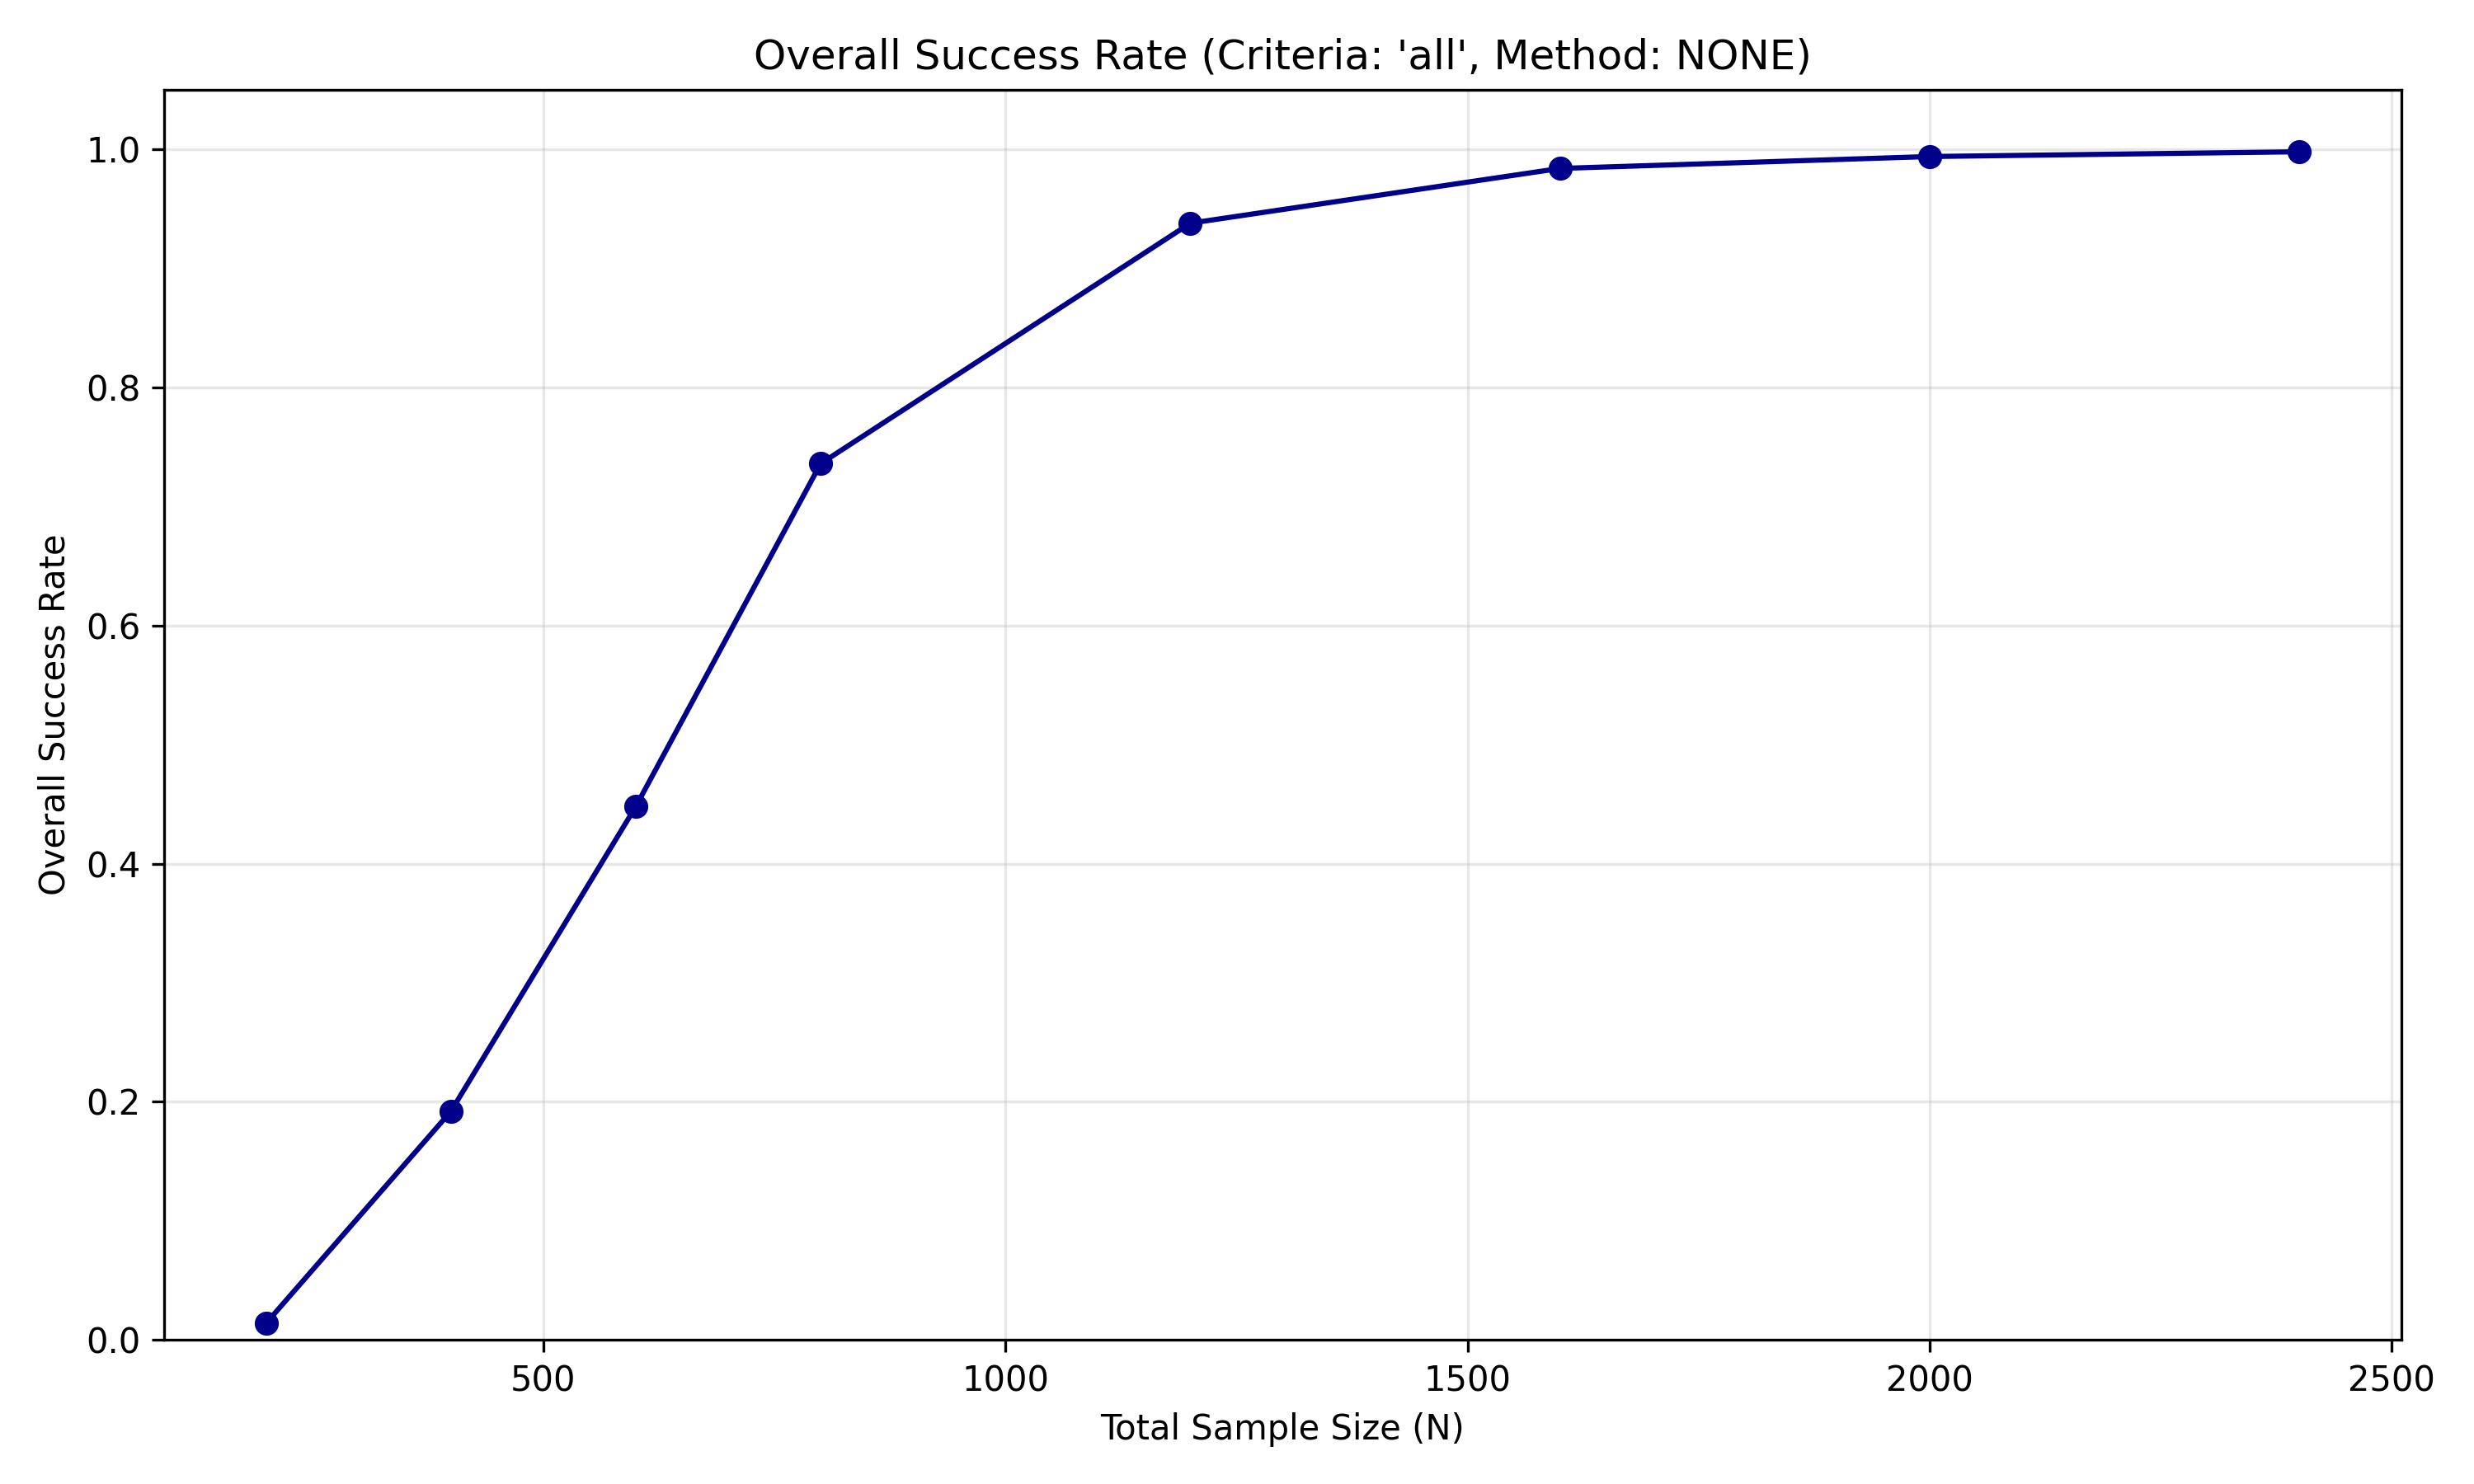 Overall Success Rate (Criteria: 'all', Method: NONE)
Overall Success Rate
1.0
0.8
0.6
0.4
0.2
0.0
500 1000 1500 2000 2500
Total Sample Size (N)